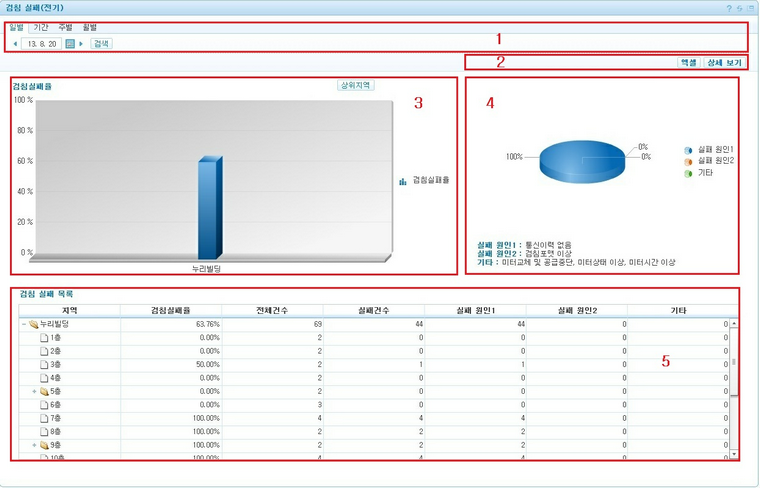 검침 실패(전기)
일별 기간 주별 월별
13. 8. 20 검색
1
2
엑셀 상세 보기
검침실패율 상위지역
3
100 %
80 %
60 %
40 %
20 %
0 %
검침실패율
누리빌딩
4
100% 0% 0%
실패 원인1
실패 원인2
기타
실패 원인1 : 통신이력 없음
실패 원인2 : 검침포맷 이상
기타 : 미터교체 및 공급중단, 미터상태 이상, 미터시간 이상
검침 실패 목록
지역 검침실패율 전체건수 실패건수 실패 원인1 실패 원인2 기타
누리빌딩 63.76% 69 44 44 0 0
1층 0.00% 2 0 0 0 0
2층 0.00% 2 0 0 0 0
3층 50.00% 2 1 1 0 0
4층 0.00% 2 0 0 0 0
5층 0.00% 2 0 0 0 0
6층 0.00% 3 0 0 0 0
7층 100.00% 4 4 4 0 0
8층 100.00% 2 2 2 0 0
9층 100.00% 2 2 2 0 0
10층 100.00% 4 4 4 0 0
5